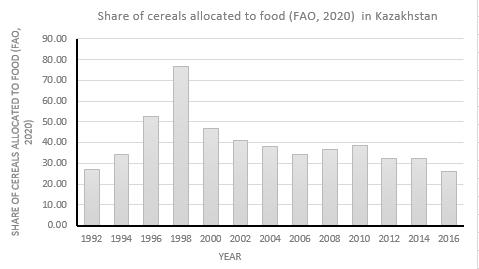 Share of cereals allocated to food (FAO, 2020) in Kazakhstan
SHARE OF CEREALS ALLOCATED TO FOOD (FAO,
2020)
90.00
80.00
70.00
60.00
50.00
40.00
30.00
20.00
10.00
0.00
1992 1994 1996 1998 2000 2002 2004 2006 2008 2010 2012 2014 2016
YEAR